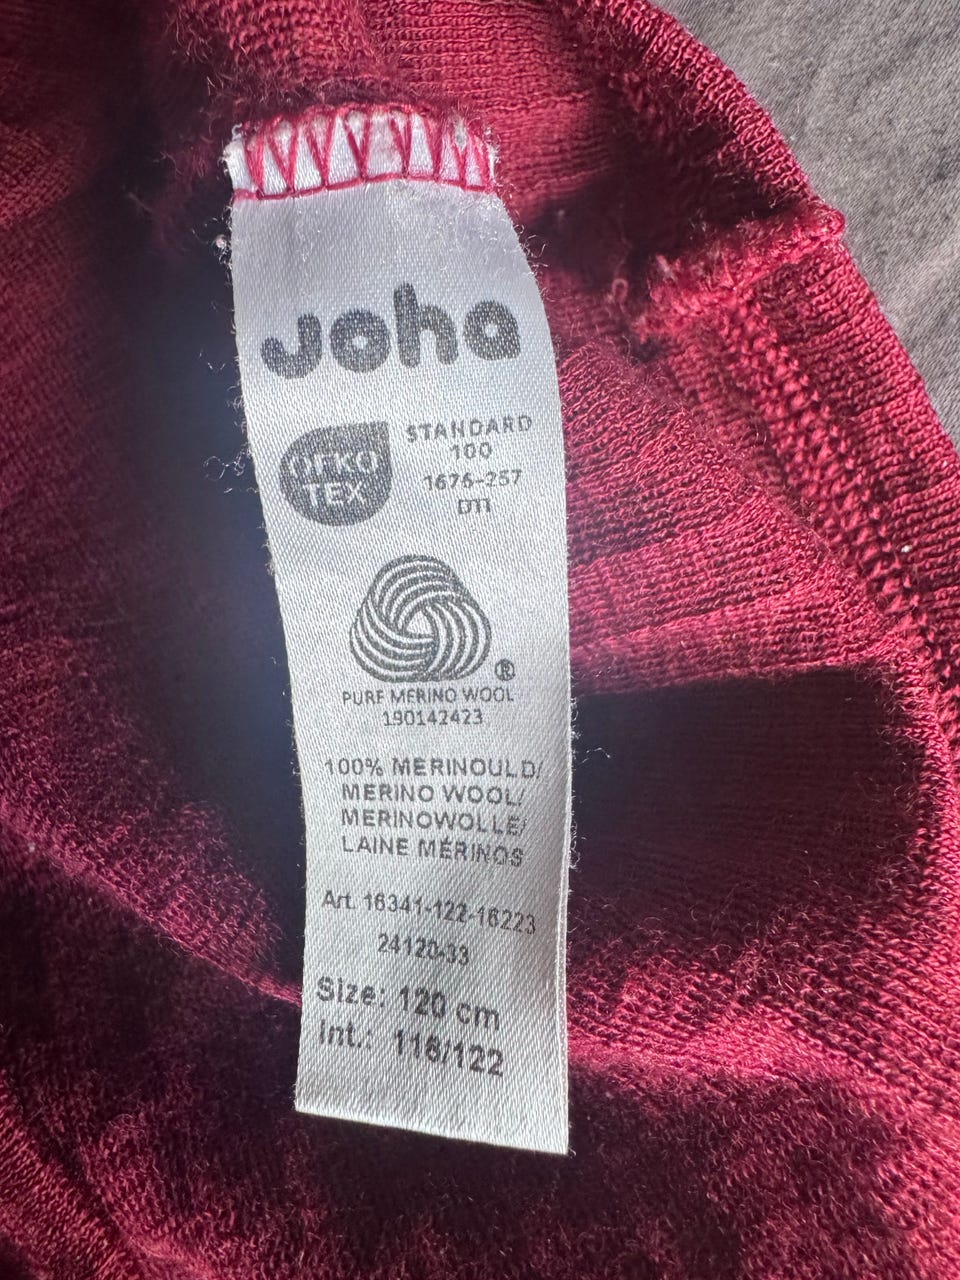 Joha
OEKO
TEX
STANDARD
100
1676-257
DTI
®
PURE MERINO WOOL
190142423
100% MERINOULD/
MERINO WOOL/
MERINOWOLLE/
LAINE MÉRINOS
Art. 16341-122-16223
24120-33
Size: 120 cm
Int.: 116/122